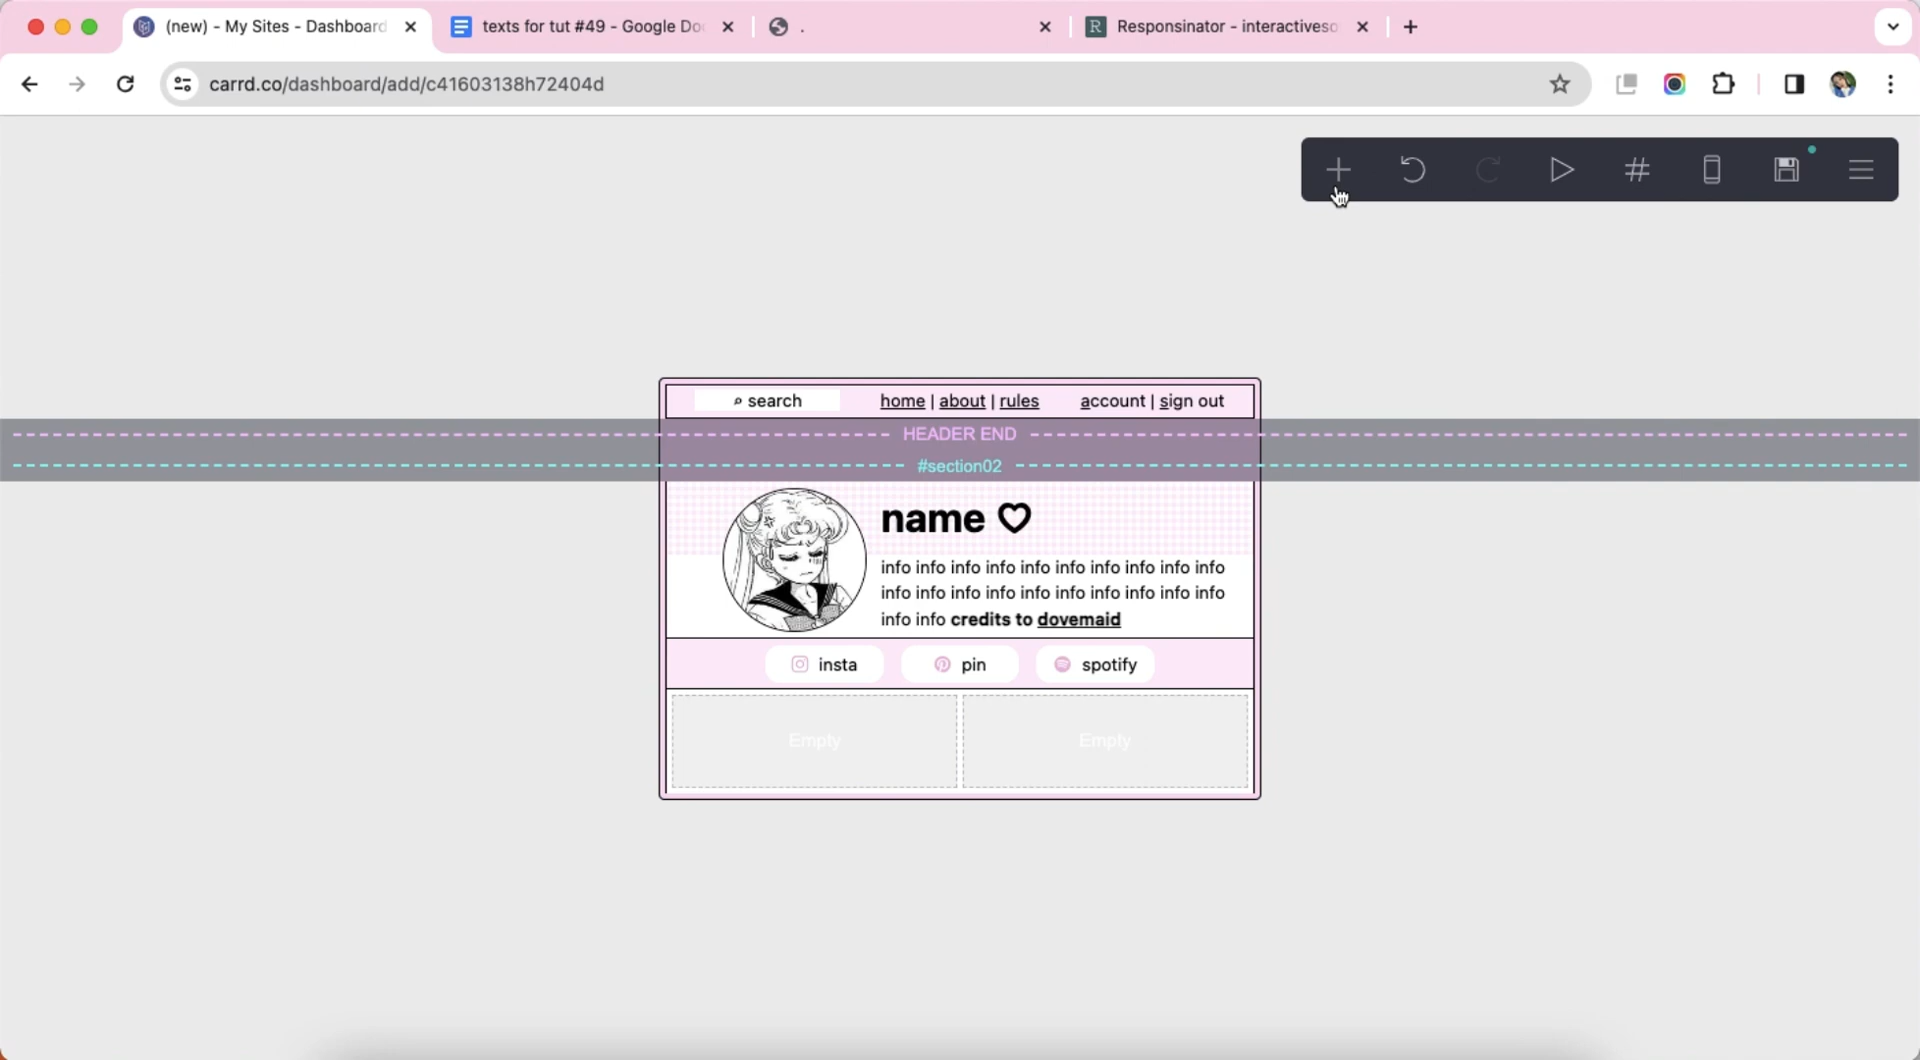 (new) - My Sites - Dashboard
texts for tut #49 - Google Do
.
Responsinator - interactiveso
carrd.co/dashboard/add/c41603138h72404d
⌕ search home | about | rules account | sign out
HEADER END
#section02
name ♡
info info info info info info info info info info
info info info info info info info info info info
info info credits to dovemaid
insta pin spotify
Empty Empty